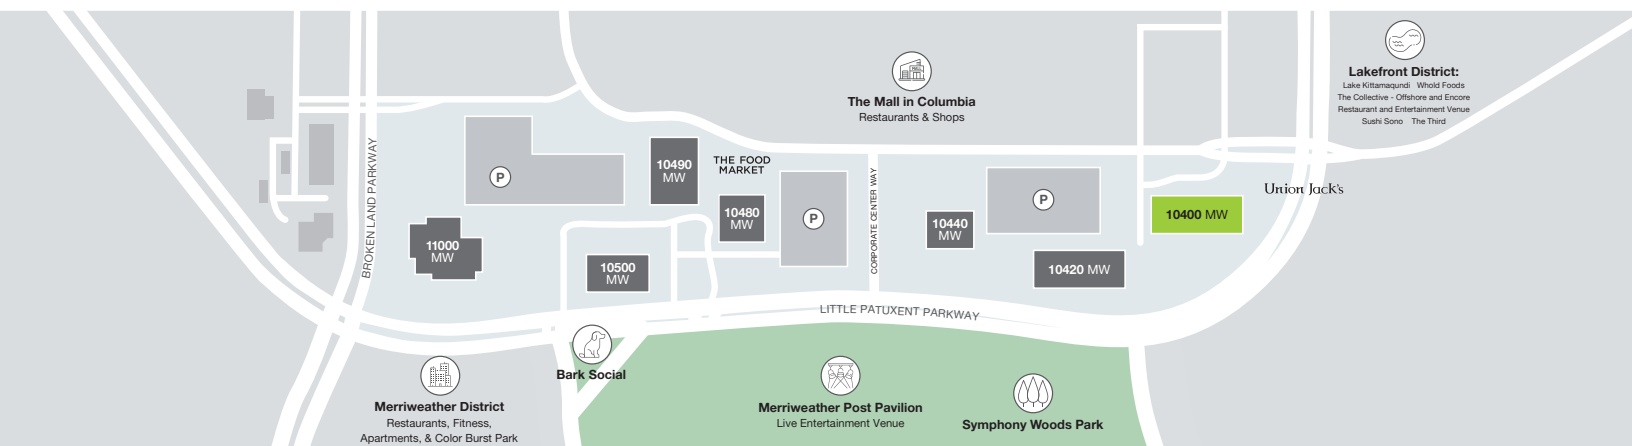 Lakefront District:
Lake Kittamaqundi Whold Foods
The Collective - Offshore and Encore
Restaurant and Entertainment Venue
Sushi Sono The Third
MALL
The Mall in Columbia
Restaurants & Shops
BROKEN LAND PARKWAY
P
10490
MW
THE FOOD
MARKET
10480
MW
P
CORPORATE CENTER WAY
10440
MW
P
10400 MW
Union Jack's
11000
MW
10500
MW
10420 MW
LITTLE PATUXENT PARKWAY
Bark Social
Merriweather District
Restaurants, Fitness,
Apartments, & Color Burst Park
Merriweather Post Pavilion
Live Entertainment Venue
Symphony Woods Park